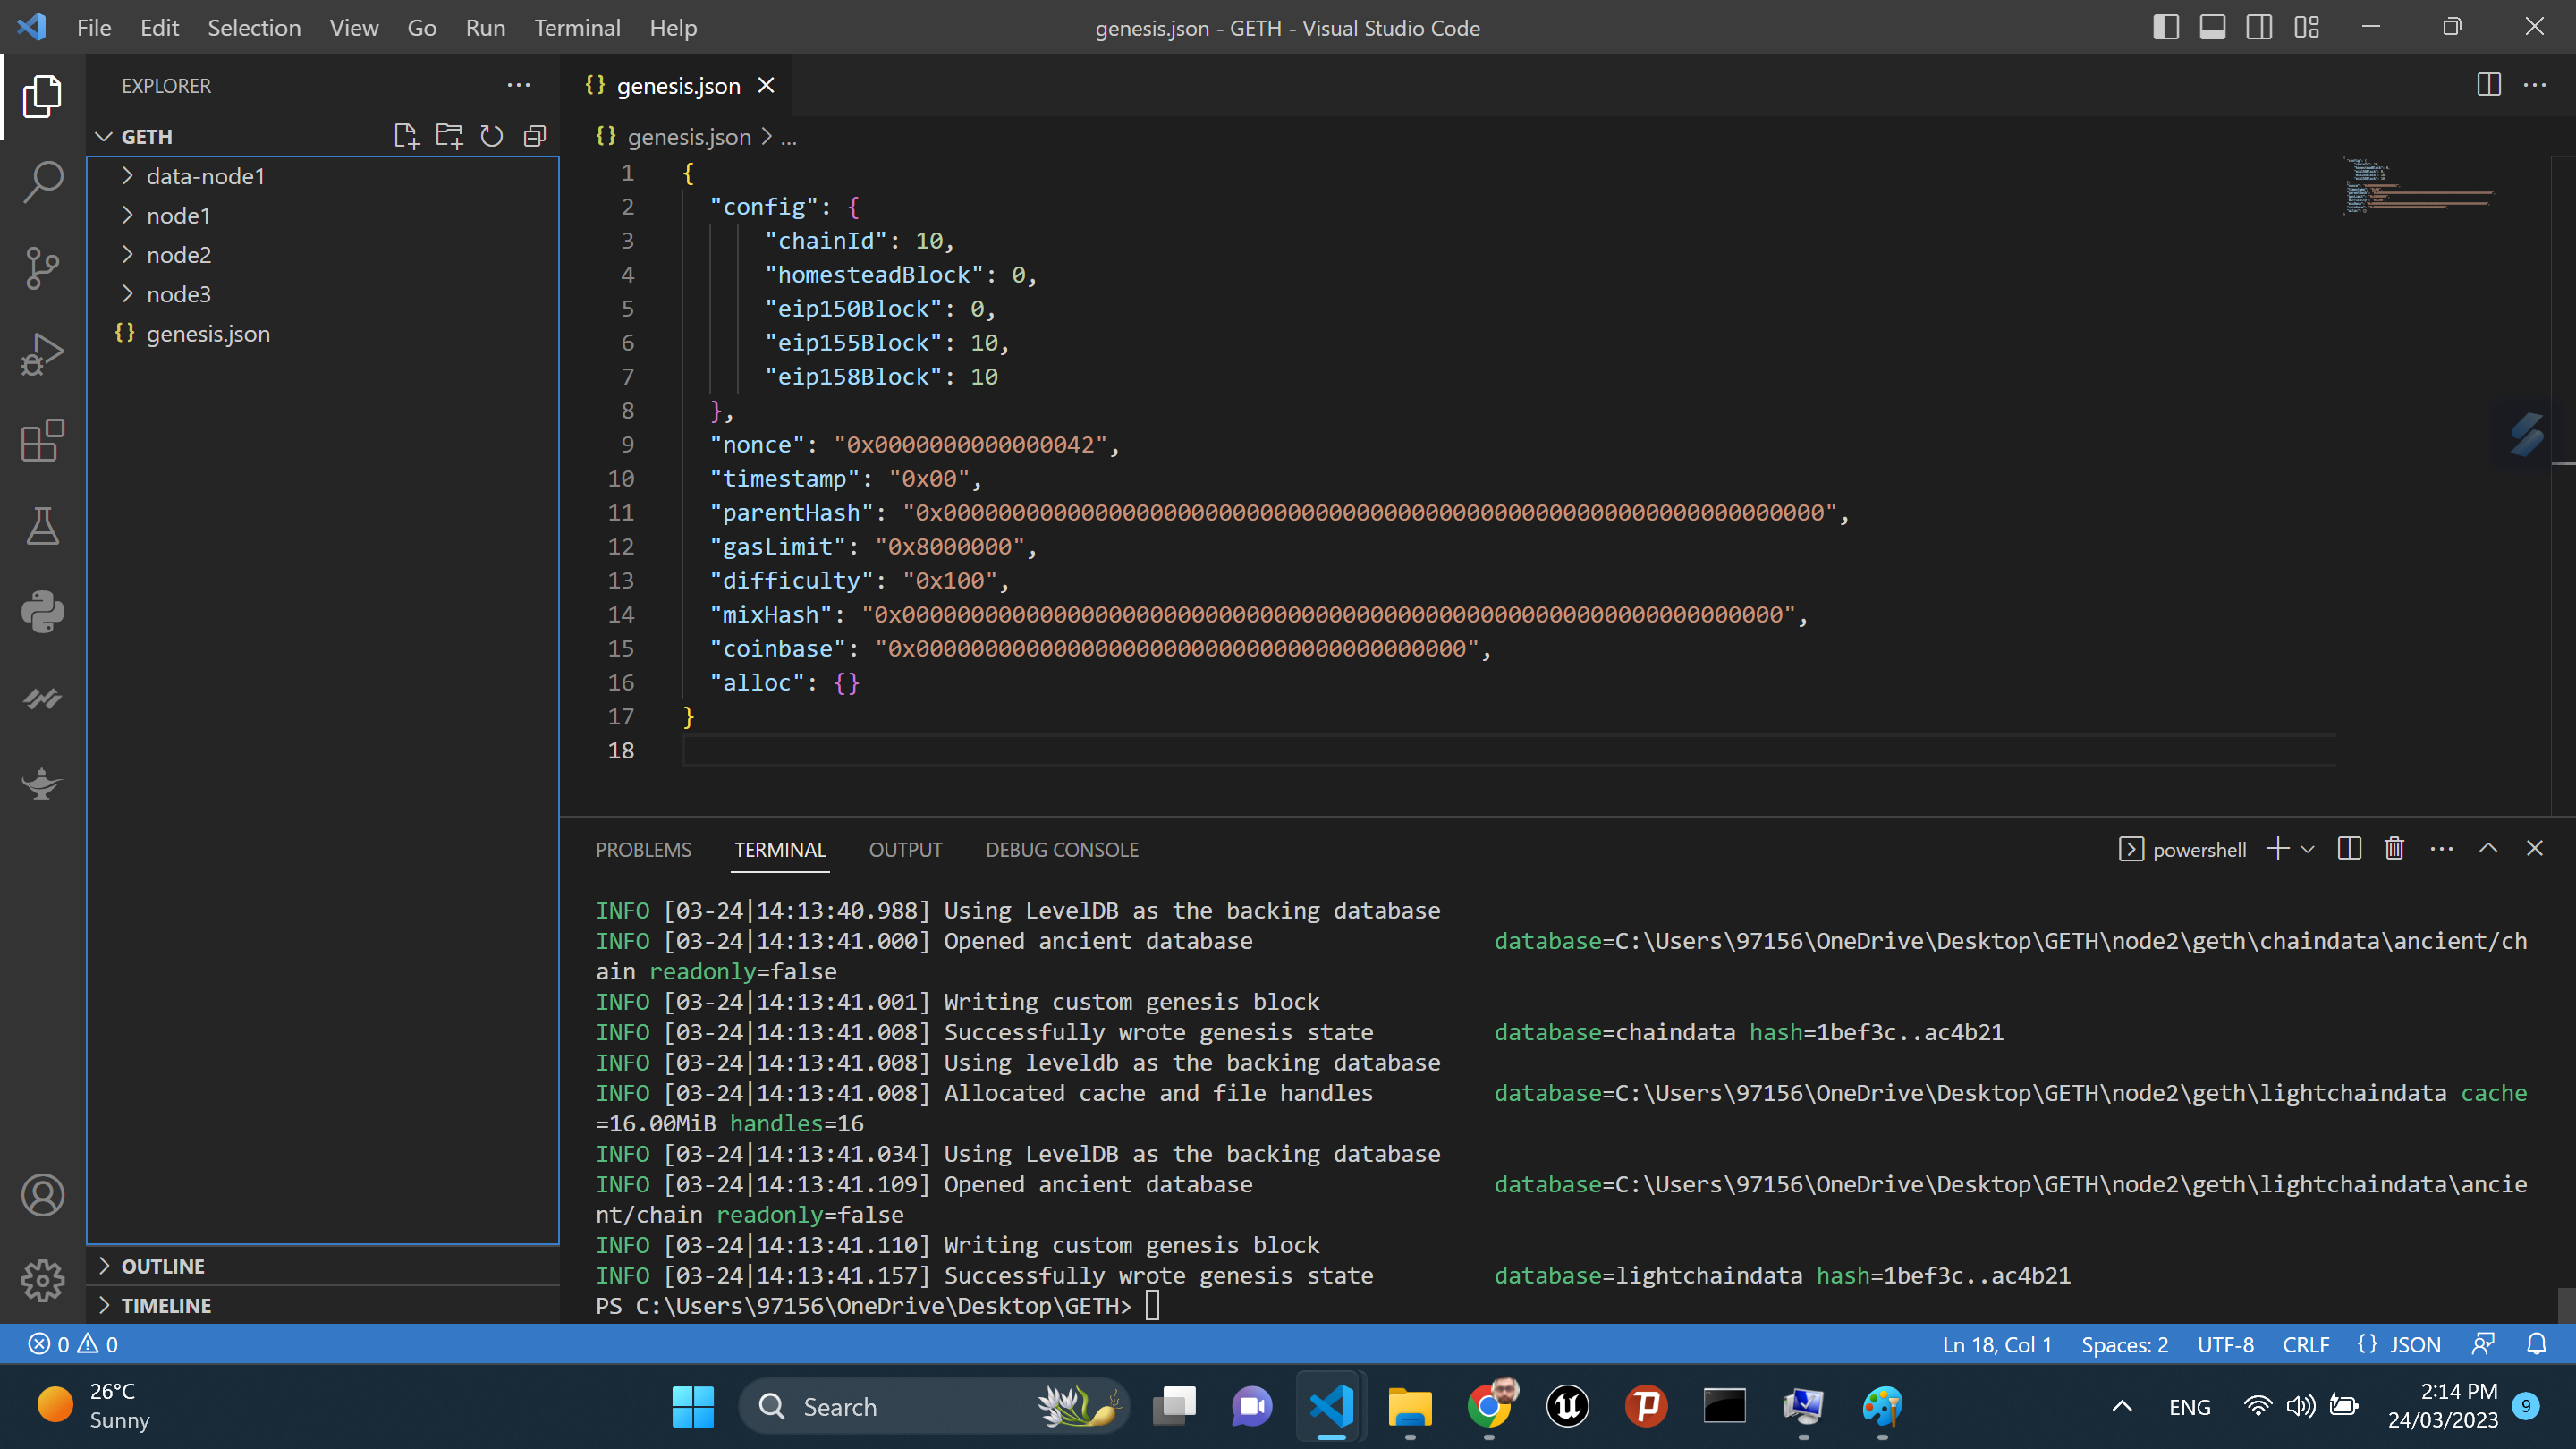 File Edit Selection View Go Run Terminal Help
genesis.json - GETH - Visual Studio Code
EXPLORER
GETH
data-node1
node1
node2
node3
{} genesis.json
OUTLINE
TIMELINE
{} genesis.json
{} genesis.json > ...
1 {
2 "config": {
3 "chainId": 10,
4 "homesteadBlock": 0,
5 "eip150Block": 0,
6 "eip155Block": 10,
7 "eip158Block": 10
8 },
9 "nonce": "0x0000000000000042",
10 "timestamp": "0x00",
11 "parentHash": "0x0000000000000000000000000000000000000000000000000000000000000000",
12 "gasLimit": "0x8000000",
13 "difficulty": "0x100",
14 "mixHash": "0x0000000000000000000000000000000000000000000000000000000000000000",
15 "coinbase": "0x0000000000000000000000000000000000000000",
16 "alloc": {}
17 }
18
PROBLEMS TERMINAL OUTPUT DEBUG CONSOLE
powershell
INFO [03-24|14:13:40.988] Using LevelDB as the backing database
INFO [03-24|14:13:41.000] Opened ancient database database=C:\Users\97156\OneDrive\Desktop\GETH\node2\geth\chaindata\ancient/ch
ain readonly=false
INFO [03-24|14:13:41.001] Writing custom genesis block
INFO [03-24|14:13:41.008] Successfully wrote genesis state database=chaindata hash=1bef3c..ac4b21
INFO [03-24|14:13:41.008] Using leveldb as the backing database
INFO [03-24|14:13:41.008] Allocated cache and file handles database=C:\Users\97156\OneDrive\Desktop\GETH\node2\geth\lightchaindata cache
=16.00MiB handles=16
INFO [03-24|14:13:41.034] Using LevelDB as the backing database
INFO [03-24|14:13:41.109] Opened ancient database database=C:\Users\97156\OneDrive\Desktop\GETH\node2\geth\lightchaindata\ancie
nt/chain readonly=false
INFO [03-24|14:13:41.110] Writing custom genesis block
INFO [03-24|14:13:41.157] Successfully wrote genesis state database=lightchaindata hash=1bef3c..ac4b21
PS C:\Users\97156\OneDrive\Desktop\GETH>
0 0
Ln 18, Col 1 Spaces: 2 UTF-8 CRLF {} JSON
26°C
Sunny
Search
ENG
2:14 PM
24/03/2023
9